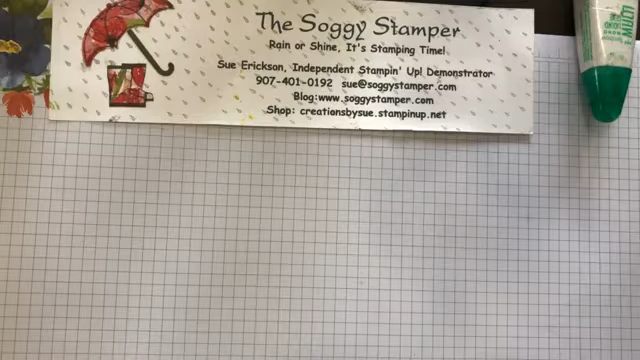 The Soggy Stamper
Rain or Shine, It's Stamping Time!
Sue Erickson, Independent Stampin' Up! Demonstrator
907-401-0192 sue@soggystamper.com
Blog:www.soggystamper.com
Shop: creationsbysue.stampinup.net
MULTI